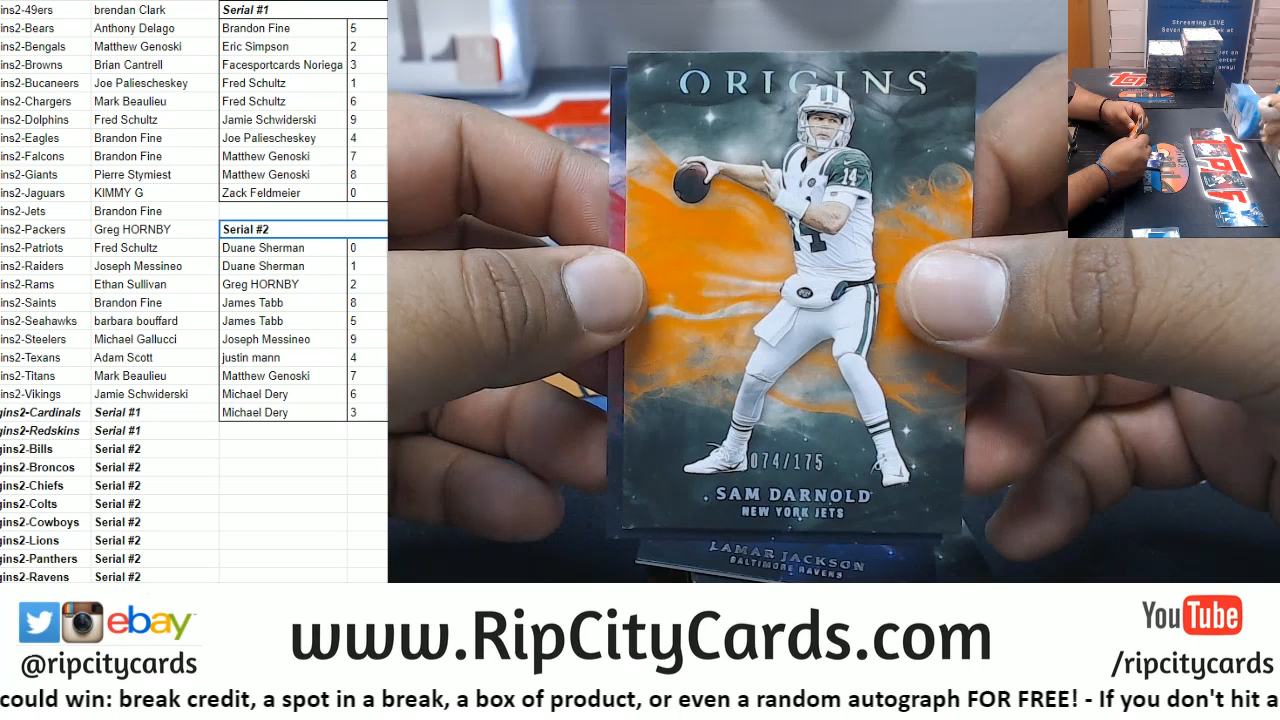 ins2-49ers brendan Clark Serial #1
ins2-Bears Anthony Delago Brandon Fine 5
ins2-Bengals Matthew Genoski Eric Simpson 2
ins2-Browns Brian Cantrell Facesportcards Noriega 3
ins2-Bucaneers Joe Paliescheskey Fred Schultz 1
ins2-Chargers Mark Beaulieu Fred Schultz 6
ins2-Dolphins Fred Schultz Jamie Schwiderski 9
ins2-Eagles Brandon Fine Joe Paliescheskey 4
ins2-Falcons Brandon Fine Matthew Genoski 7
ins2-Giants Pierre Stymiest Matthew Genoski 8
ins2-Jaguars KIMMY G Zack Feldmeier 0
ins2-Jets Brandon Fine
ins2-Packers Greg HORNBY Serial #2
ins2-Patriots Fred Schultz Duane Sherman 0
ins2-Raiders Joseph Messineo Duane Sherman 1
ins2-Rams Ethan Sullivan Greg HORNBY 2
ins2-Saints Brandon Fine James Tabb 8
ins2-Seahawks barbara bouffard James Tabb 5
ins2-Steelers Michael Gallucci Joseph Messineo 9
ins2-Texans Adam Scott justin mann 4
ins2-Titans Mark Beaulieu Matthew Genoski 7
ins2-Vikings Jamie Schwiderski Michael Dery 6
gins2-Cardinals Serial #1 Michael Dery 3
gins2-Redskins Serial #1
gins2-Bills Serial #2
gins2-Broncos Serial #2
gins2-Chiefs Serial #2
gins2-Colts Serial #2
gins2-Cowboys Serial #2
gins2-Lions Serial #2
gins2-Panthers Serial #2
gins2-Ravens Serial #2
ORIGINS
14
14
074/175
SAM DARNOLD
NEW YORK JETS
LAMAR JACKSON
BALTIMORE RAVENS
Streaming LIVE
ebay
@ripcitycards
www.RipCityCards.com
YouTube
/ripcitycards
could win: break credit, a spot in a break, a box of product, or even a random autograph FOR FREE! - If you don't hit a